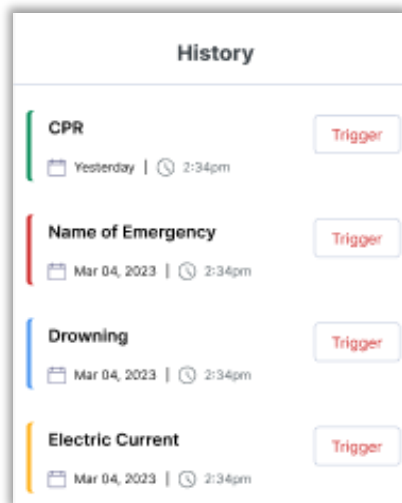 History
CPR
Trigger
Yesterday | 2:34pm
Name of Emergency
Trigger
Mar 04, 2023 | 2:34pm
Drowning
Trigger
Mar 04, 2023 | 2:34pm
Electric Current
Trigger
Mar 04, 2023 | 2:34pm